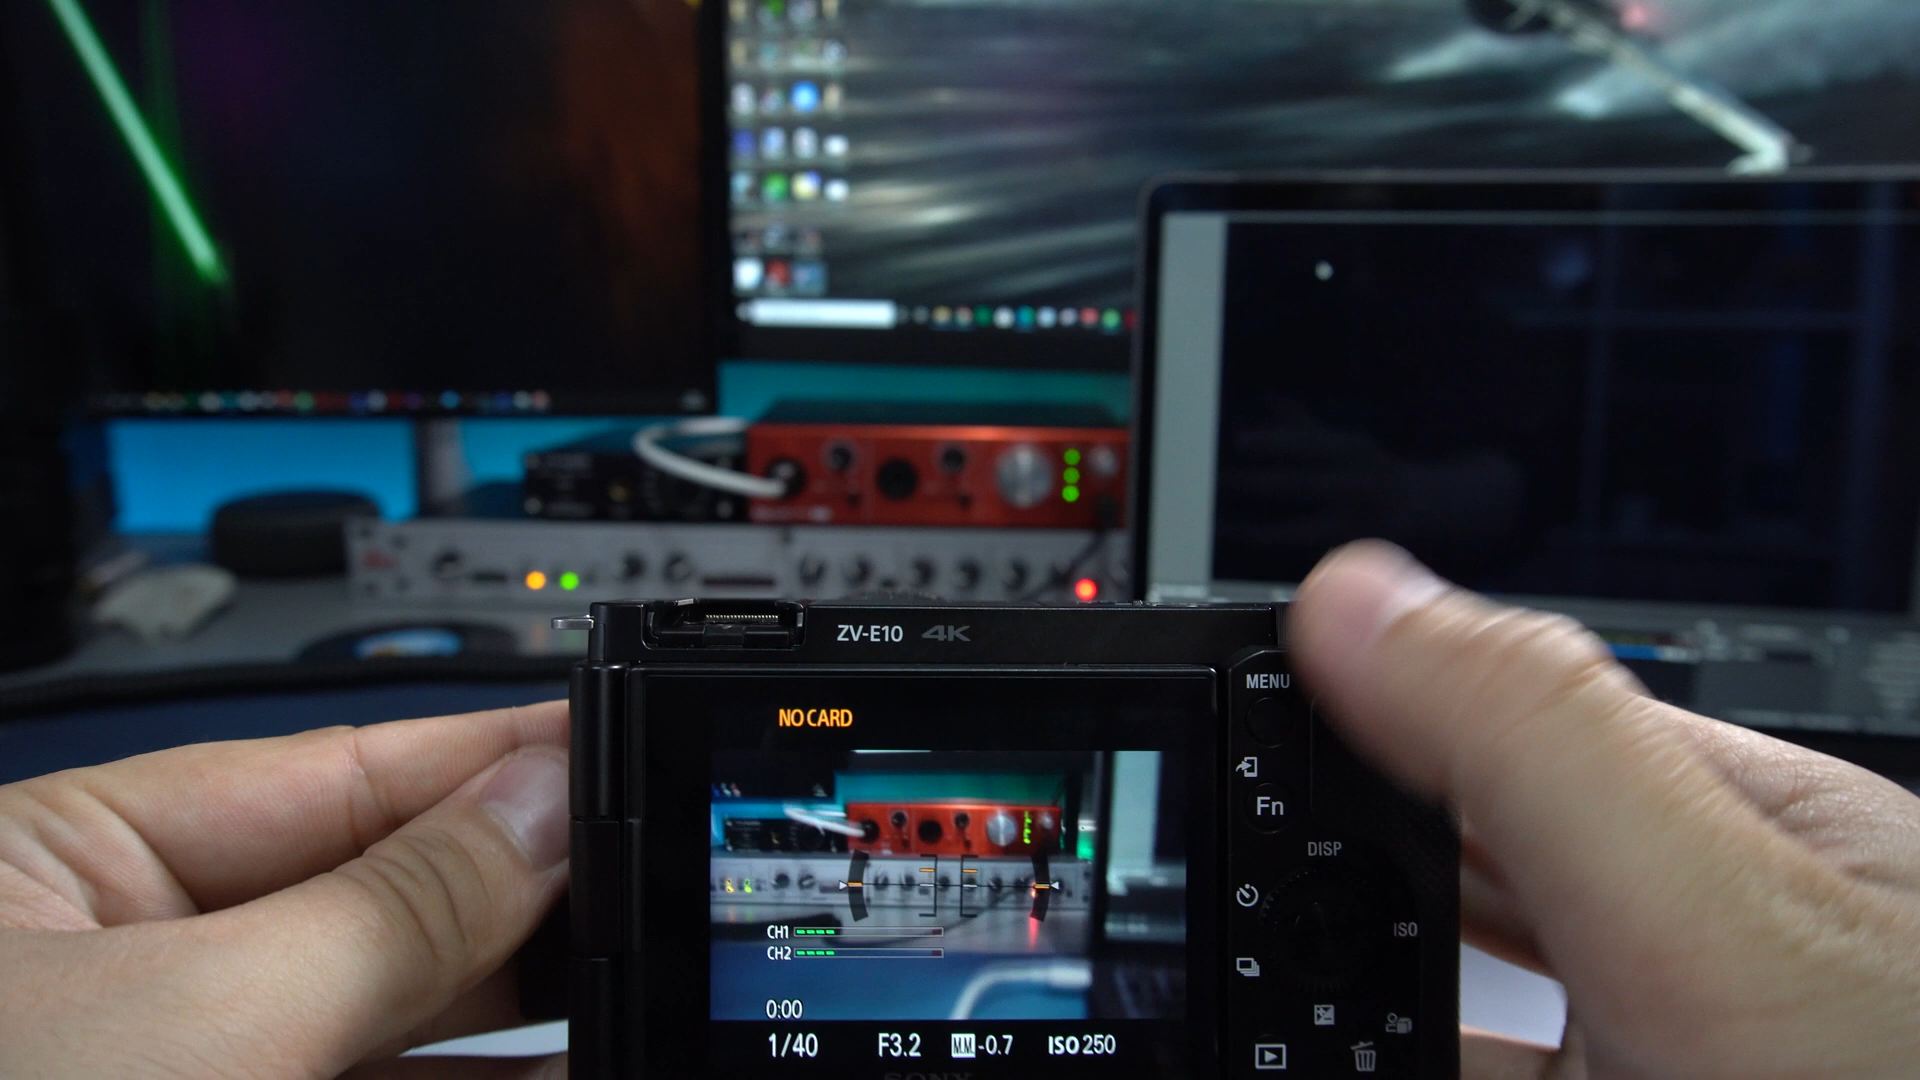 ZV-E10 4K
MENU
NO CARD
Fn
DISP
CH1
CH2
ISO
0:00
1/40 F3.2 M.M. -0.7 ISO 250
SONY